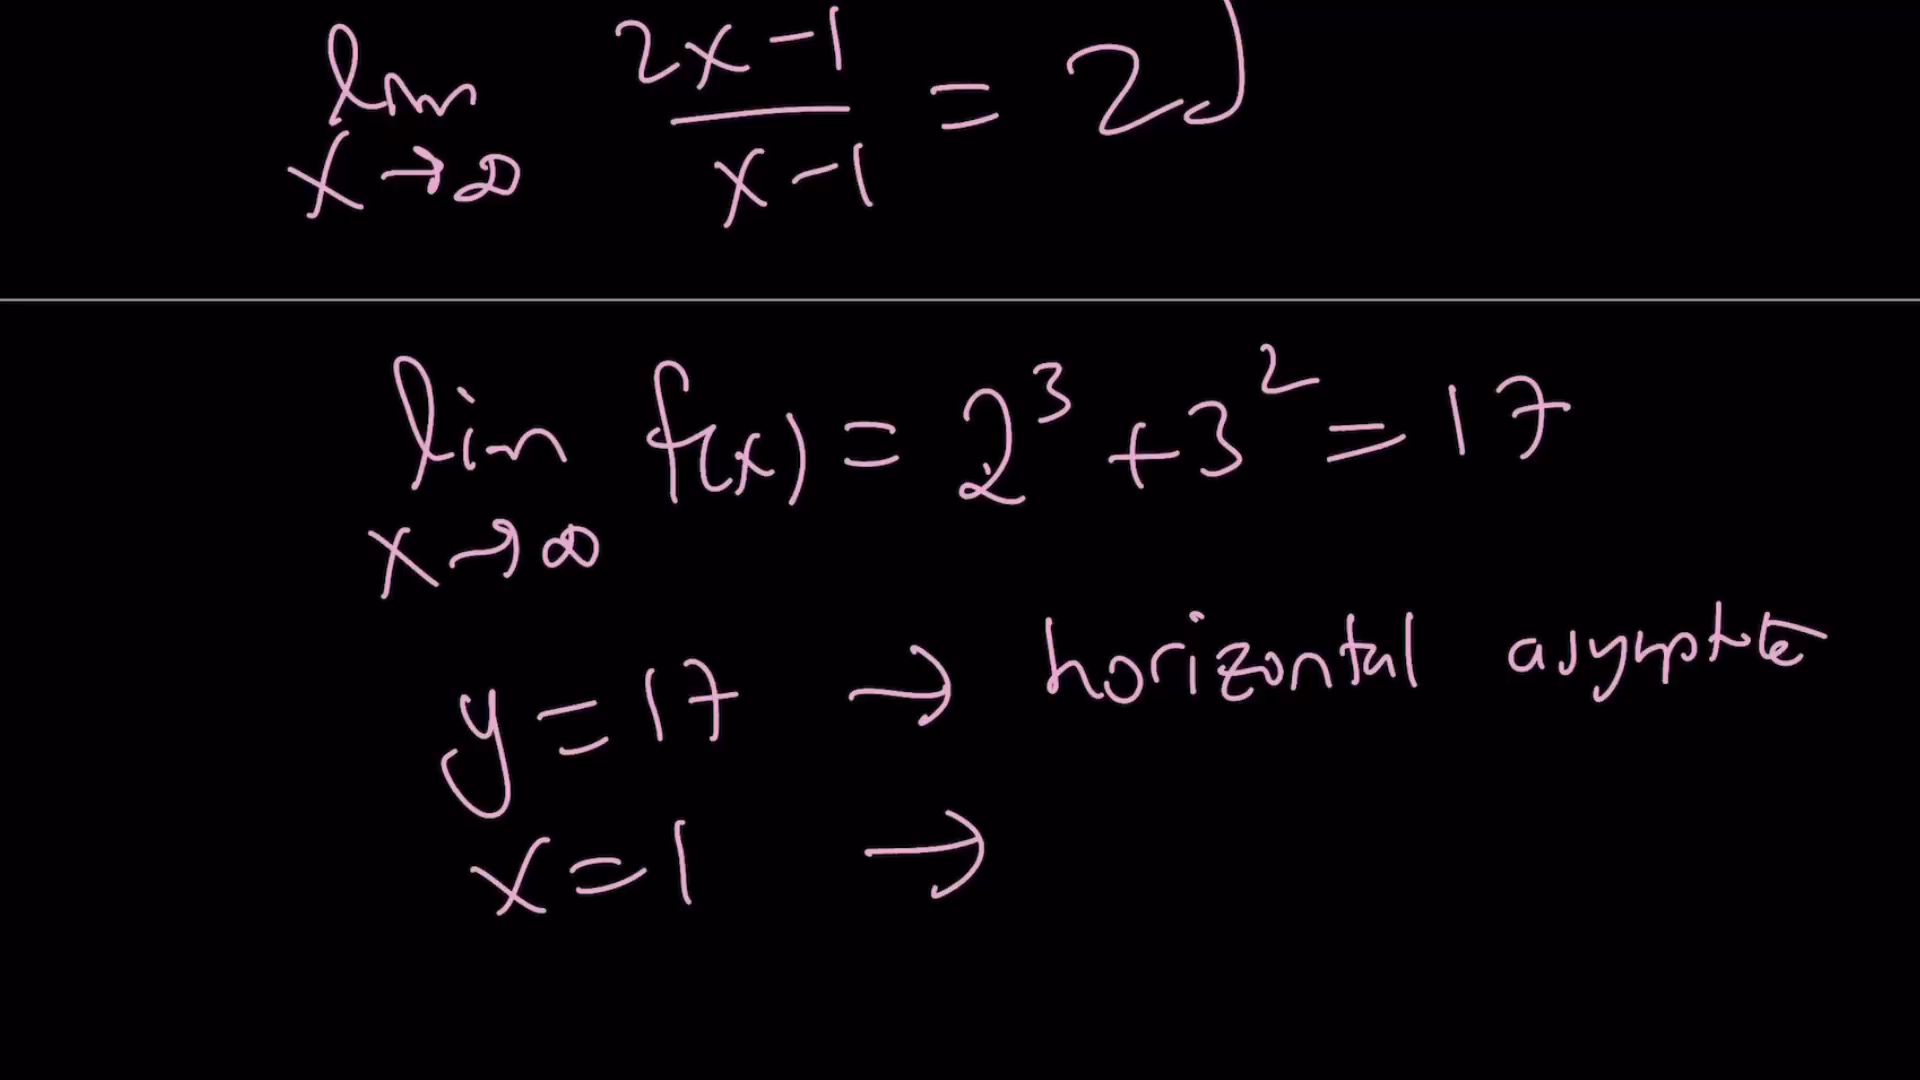 lim 2x-1 / x-1 = 2)
x→∞
lim f(x) = 2³ + 3² = 17
x→∞
y = 17 → horizontal asymptote
x = 1 →